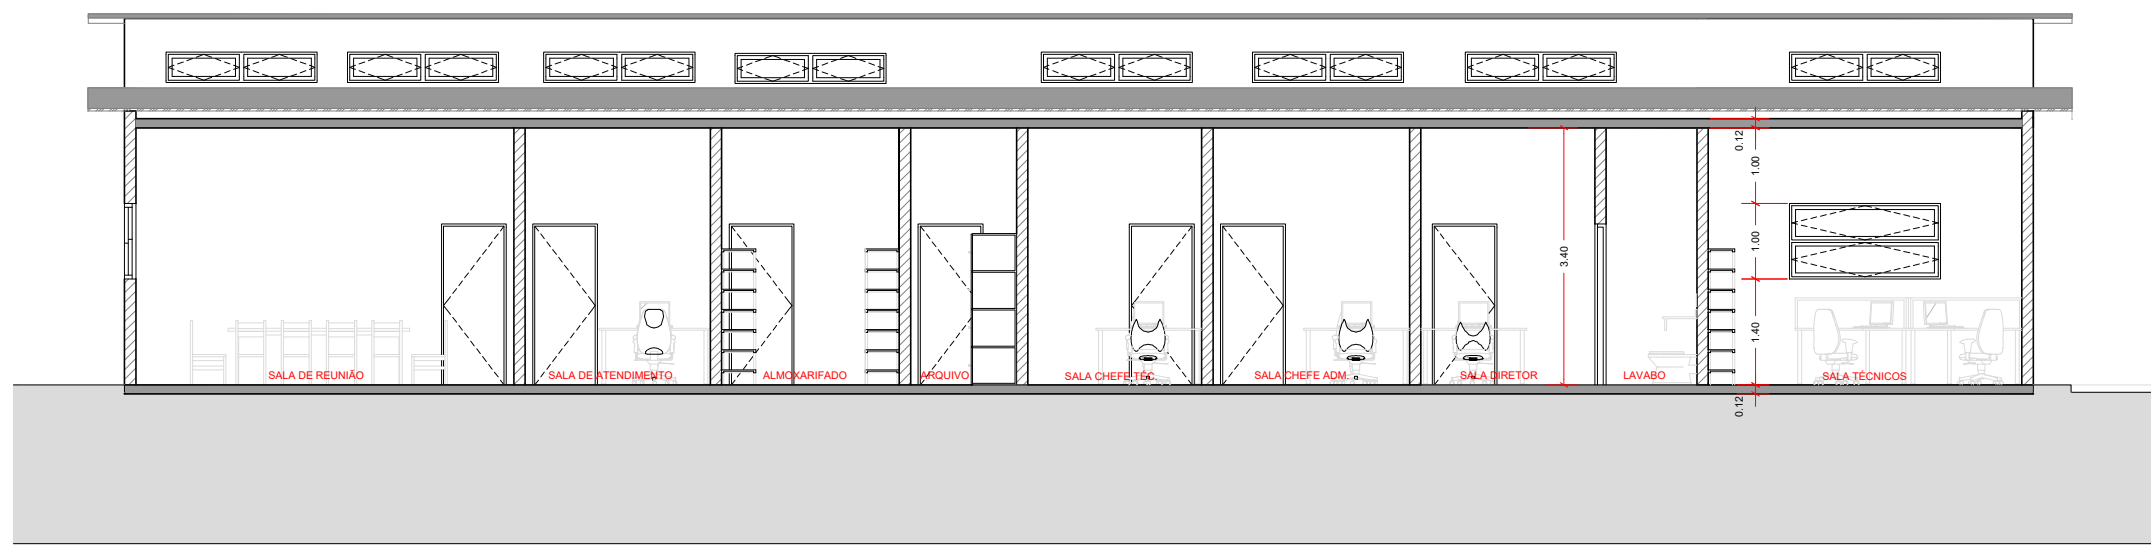 0.12
1.00
1.00
3.40
1.40
SALA DE REUNIÃO
SALA DE ATENDIMENTO
ALMOXARIFADO
ARQUIVO
SALA CHEFE TÉC.
SALA CHEFE ADM.
SALA DIRETOR
LAVABO
SALA TÉCNICOS
0.12